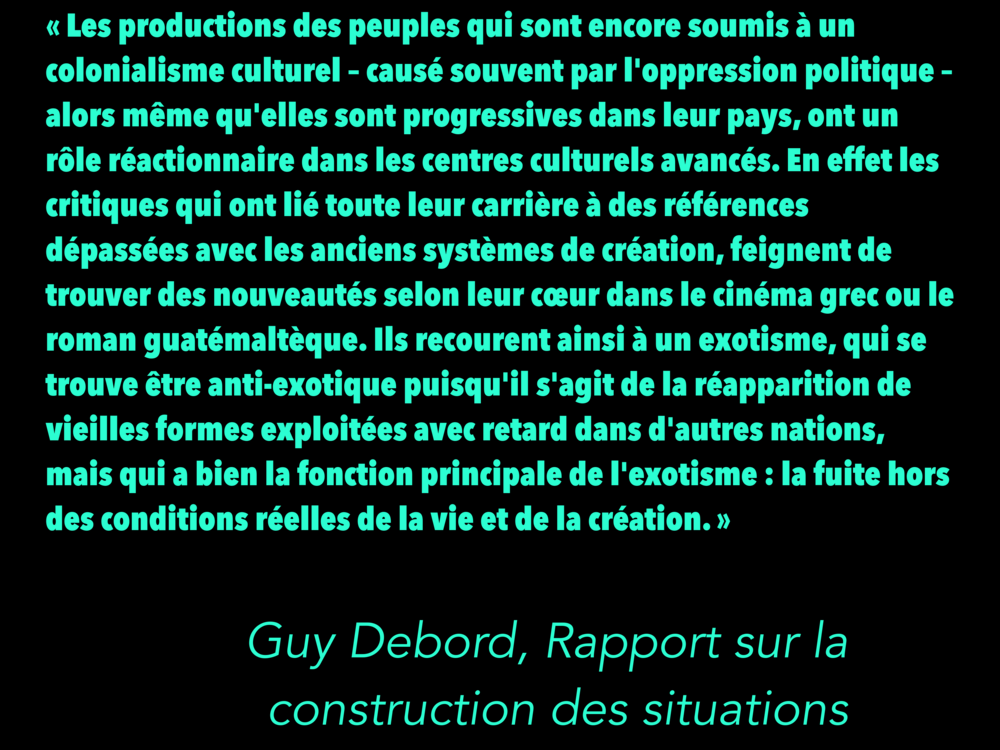 « Les productions des peuples qui sont encore soumis à un
colonialisme culturel – causé souvent par l'oppression politique –
alors même qu'elles sont progressives dans leur pays, ont un
rôle réactionnaire dans les centres culturels avancés. En effet les
critiques qui ont lié toute leur carrière à des références
dépassées avec les anciens systèmes de création, feignent de
trouver des nouveautés selon leur cœur dans le cinéma grec ou le
roman guatémaltèque. Ils recourent ainsi à un exotisme, qui se
trouve être anti-exotique puisqu'il s'agit de la réapparition de
vieilles formes exploitées avec retard dans d'autres nations,
mais qui a bien la fonction principale de l'exotisme : la fuite hors
des conditions réelles de la vie et de la création. »
Guy Debord, Rapport sur la
construction des situations